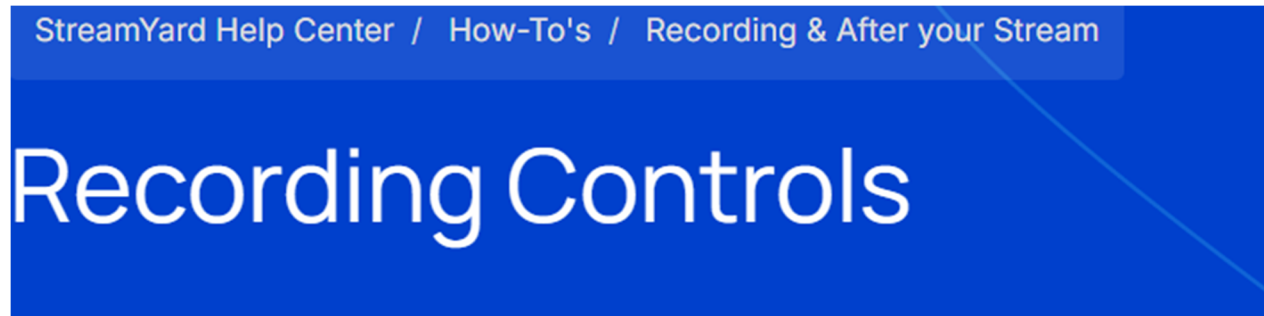 StreamYard Help Center / How-To's / Recording & After your Stream
Recording Controls